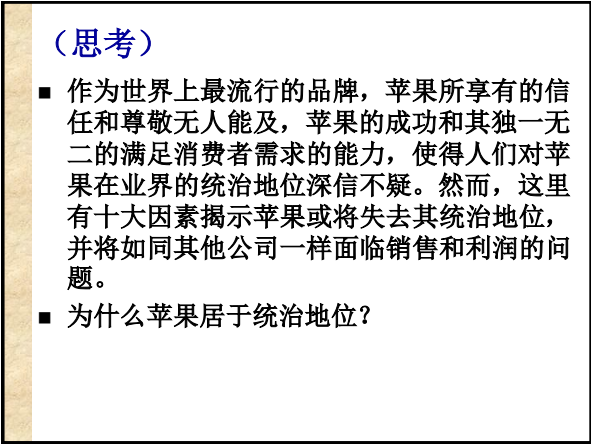 （思考）
作为世界上最流行的品牌，苹果所享有的信
任和尊敬无人能及，苹果的成功和其独一无
二的满足消费者需求的能力，使得人们对苹
果在业界的统治地位深信不疑。然而，这里
有十大因素揭示苹果或将失去其统治地位，
并将如同其他公司一样面临销售和利润的问
题。
为什么苹果居于统治地位？